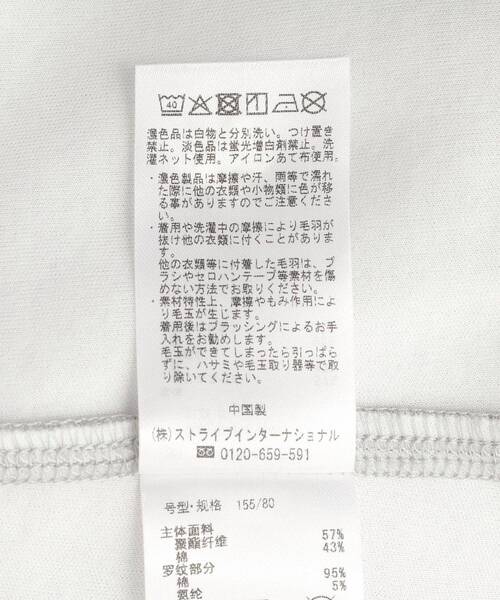 40
濃色品は白物と分別洗い。つけ置き
禁止。淡色品は蛍光増白剤禁止。洗
濯ネット使用。アイロンあて布使用。
・濃色製品は摩擦や汗、雨等で濡れ
た際に他の衣類や小物類に色が移
る事がありますのでご注意くださ
い。
・着用や洗濯中の摩擦により毛羽が
抜け他の衣類に付くことがありま
す。
他の衣類等に付着した毛羽は、ブ
ラシやセロハンテープ等素材を傷
めない方法でお取りください。
・素材特性上、摩擦やもみ作用によ
り毛玉が生じます。
着用後はブラッシングによるお手
入れをお勧めします。
毛玉ができてしまったら引っぱら
ずに、ハサミや毛玉取り器等で取
り除いてください。
中国製
(株)ストライプインターナショナル
0120-659-591
号型·规格 155/80
主体面料
聚酯纤维 57%
棉 43%
罗纹部分
棉 95%
氨纶 5%